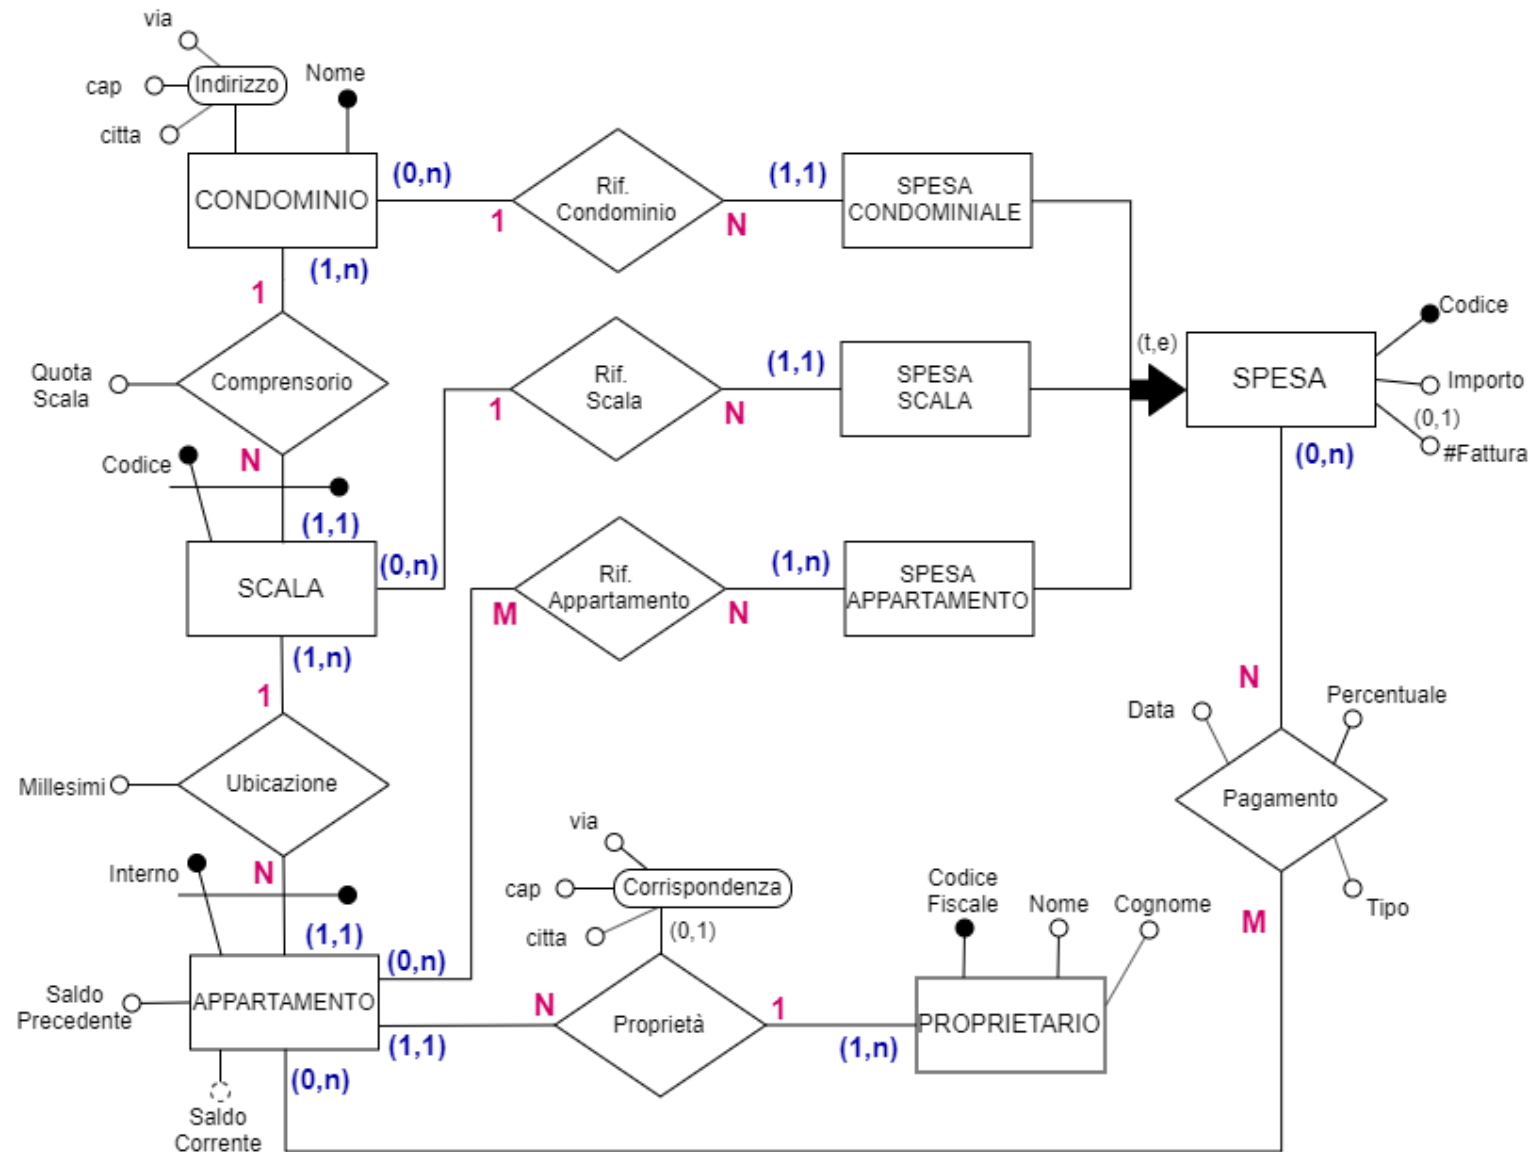 via
Indirizzo
cap
citta
Nome
CONDOMINIO
(0,n)
1
Rif.
Condominio
N
(1,1)
SPESA
CONDOMINIALE
(1,n)
1
Quota
Scala
Comprensorio
N
Codice
(1,1)
SCALA
(0,n)
1
Rif.
Scala
N
(1,1)
SPESA
SCALA
(t,e)
SPESA
Codice
Importo
(0,1)
#Fattura
(0,n)
M
Rif.
Appartamento
N
(1,n)
SPESA
APPARTAMENTO
(1,n)
1
Millesimi
Ubicazione
N
Interno
(1,1)
APPARTAMENTO
(0,n)
Saldo
Precedente
Saldo
Corrente
(0,n)
(1,1)
N
Proprietà
1
(1,n)
via
cap
citta
Corrispondenza
(0,1)
Codice
Fiscale
Nome
Cognome
PROPRIETARIO
N
Data
Percentuale
Pagamento
Tipo
M